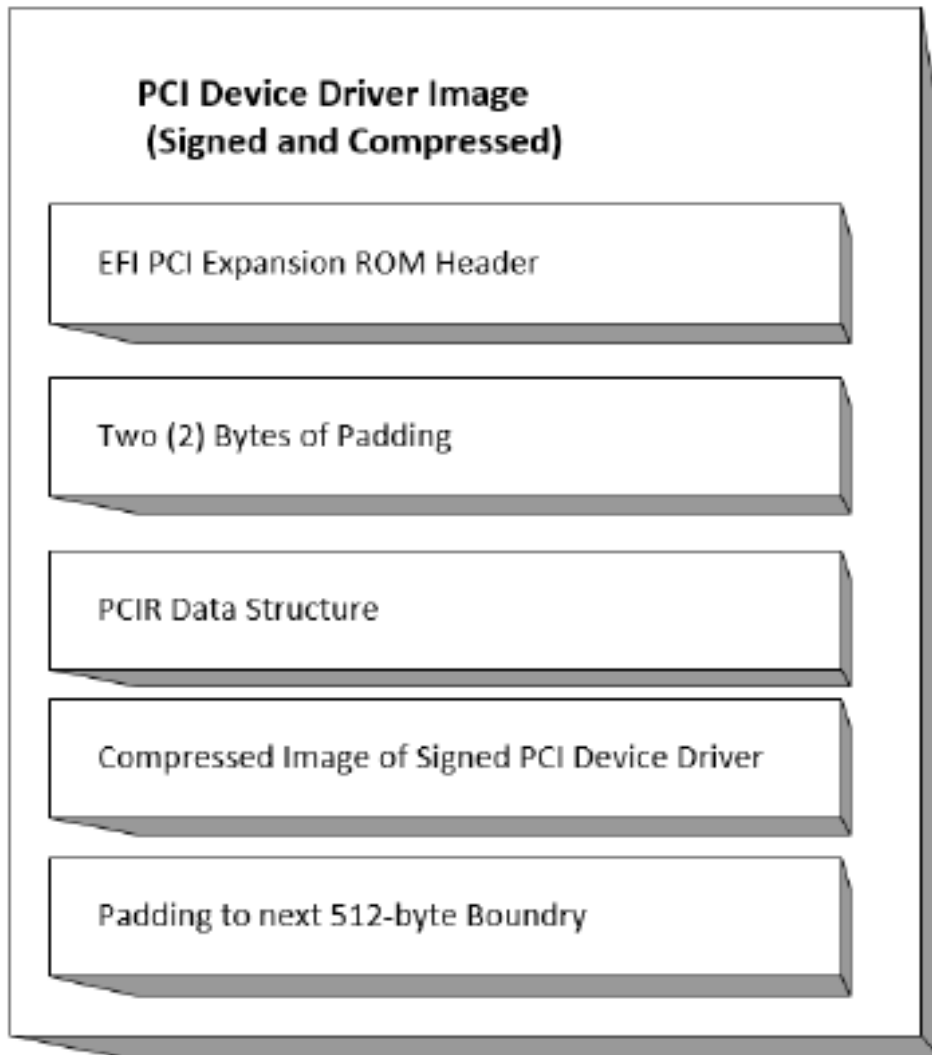 PCI Device Driver Image
(Signed and Compressed)
EFI PCI Expansion ROM Header
Two (2) Bytes of Padding
PCIR Data Structure
Compressed Image of Signed PCI Device Driver
Padding to next 512-byte Boundry